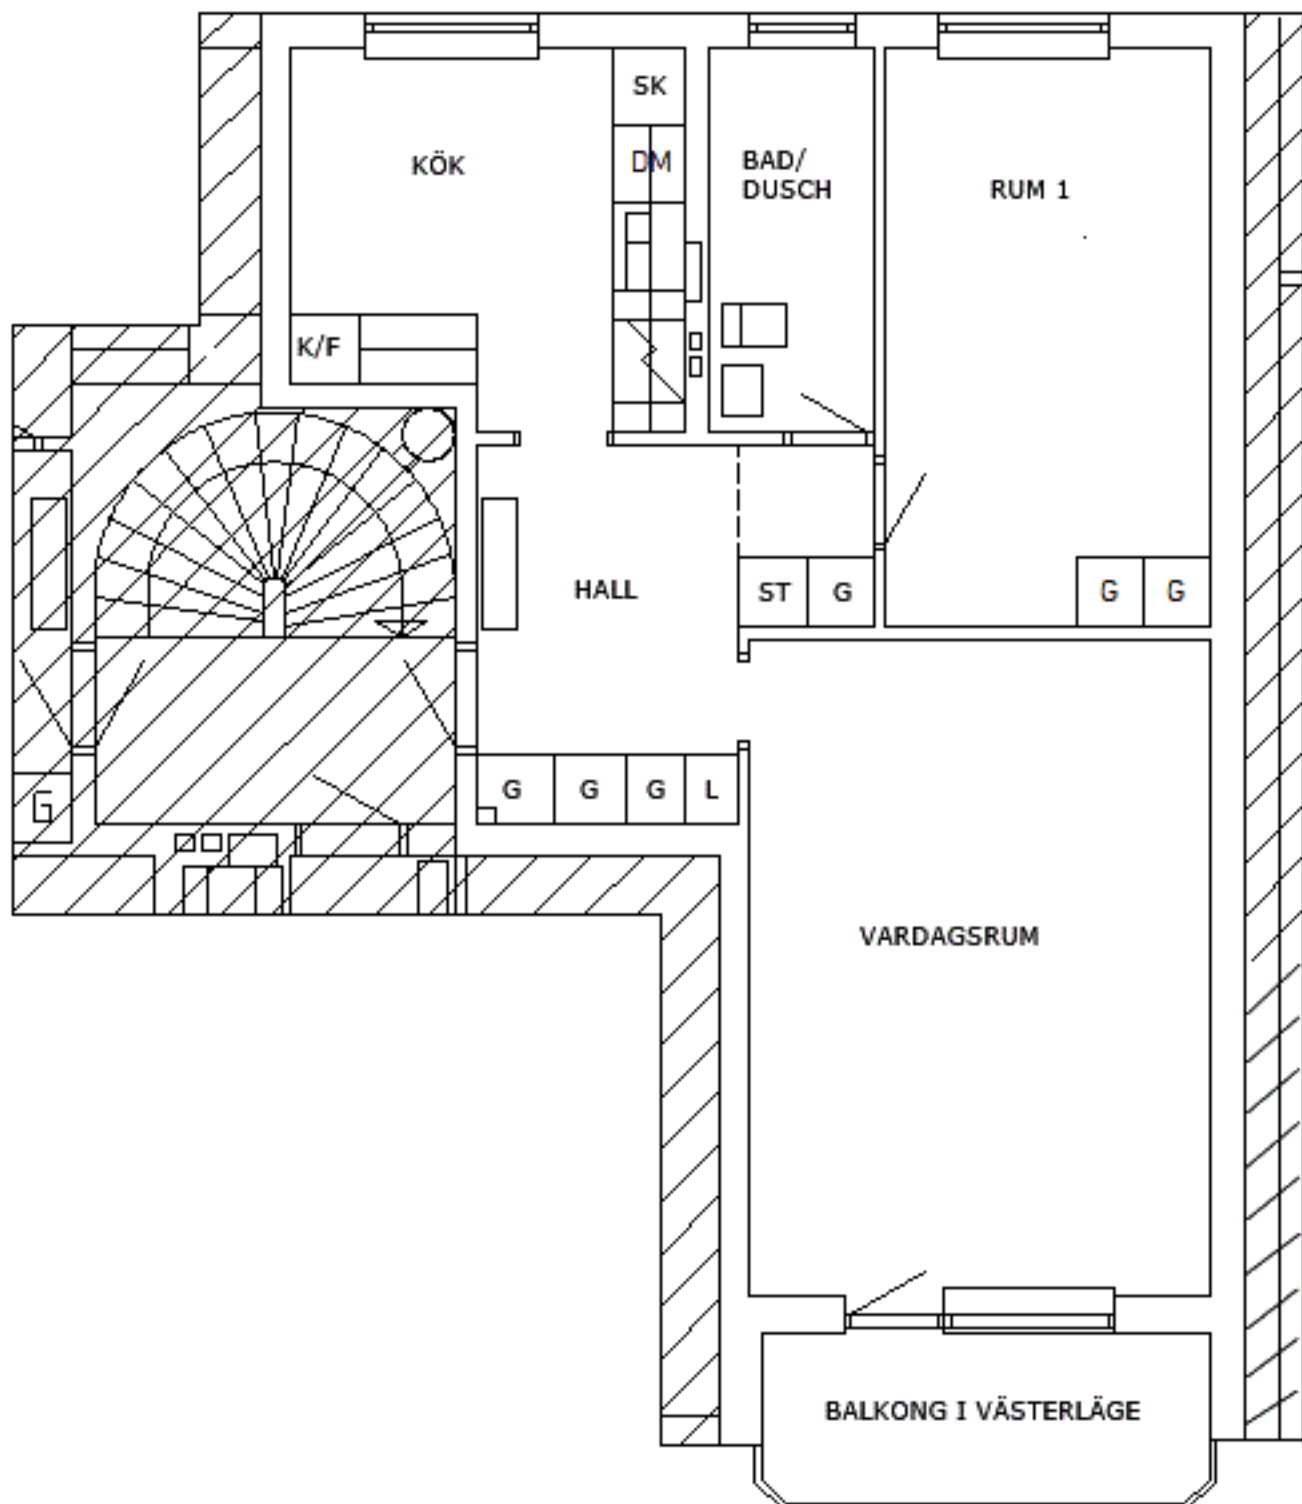 SK
KÖK
DM
BAD/
DUSCH
RUM 1
K/F
HALL
ST
G
G
G
G
G
G
G
L
VARDAGSRUM
BALKONG I VÄSTERLÄGE